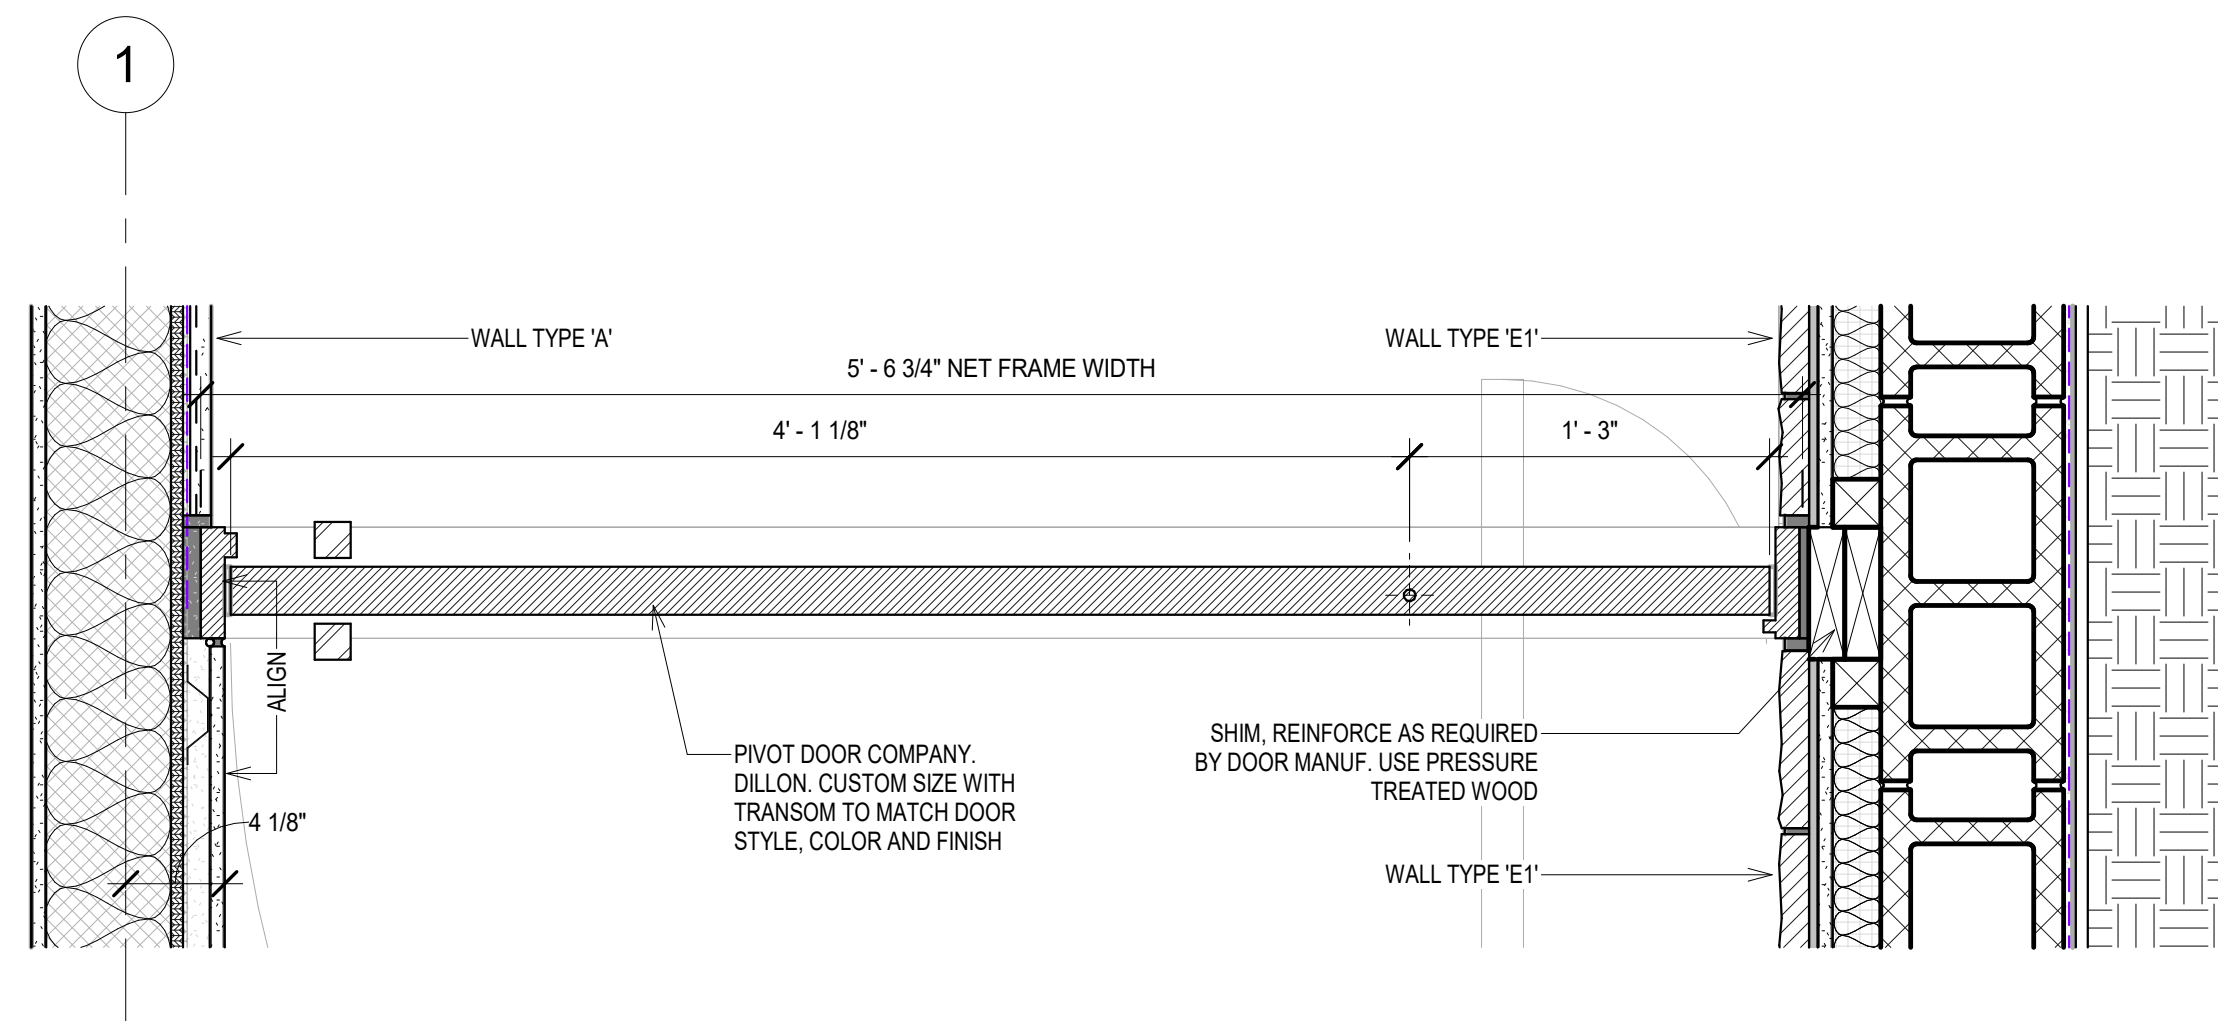 1
WALL TYPE 'A'
WALL TYPE 'E1'
5' - 6 3/4" NET FRAME WIDTH
4' - 1 1/8"
1' - 3"
ALIGN
PIVOT DOOR COMPANY.
DILLON. CUSTOM SIZE WITH
TRANSOM TO MATCH DOOR
STYLE, COLOR AND FINISH
SHIM, REINFORCE AS REQUIRED
BY DOOR MANUF. USE PRESSURE
TREATED WOOD
4 1/8"
WALL TYPE 'E1'